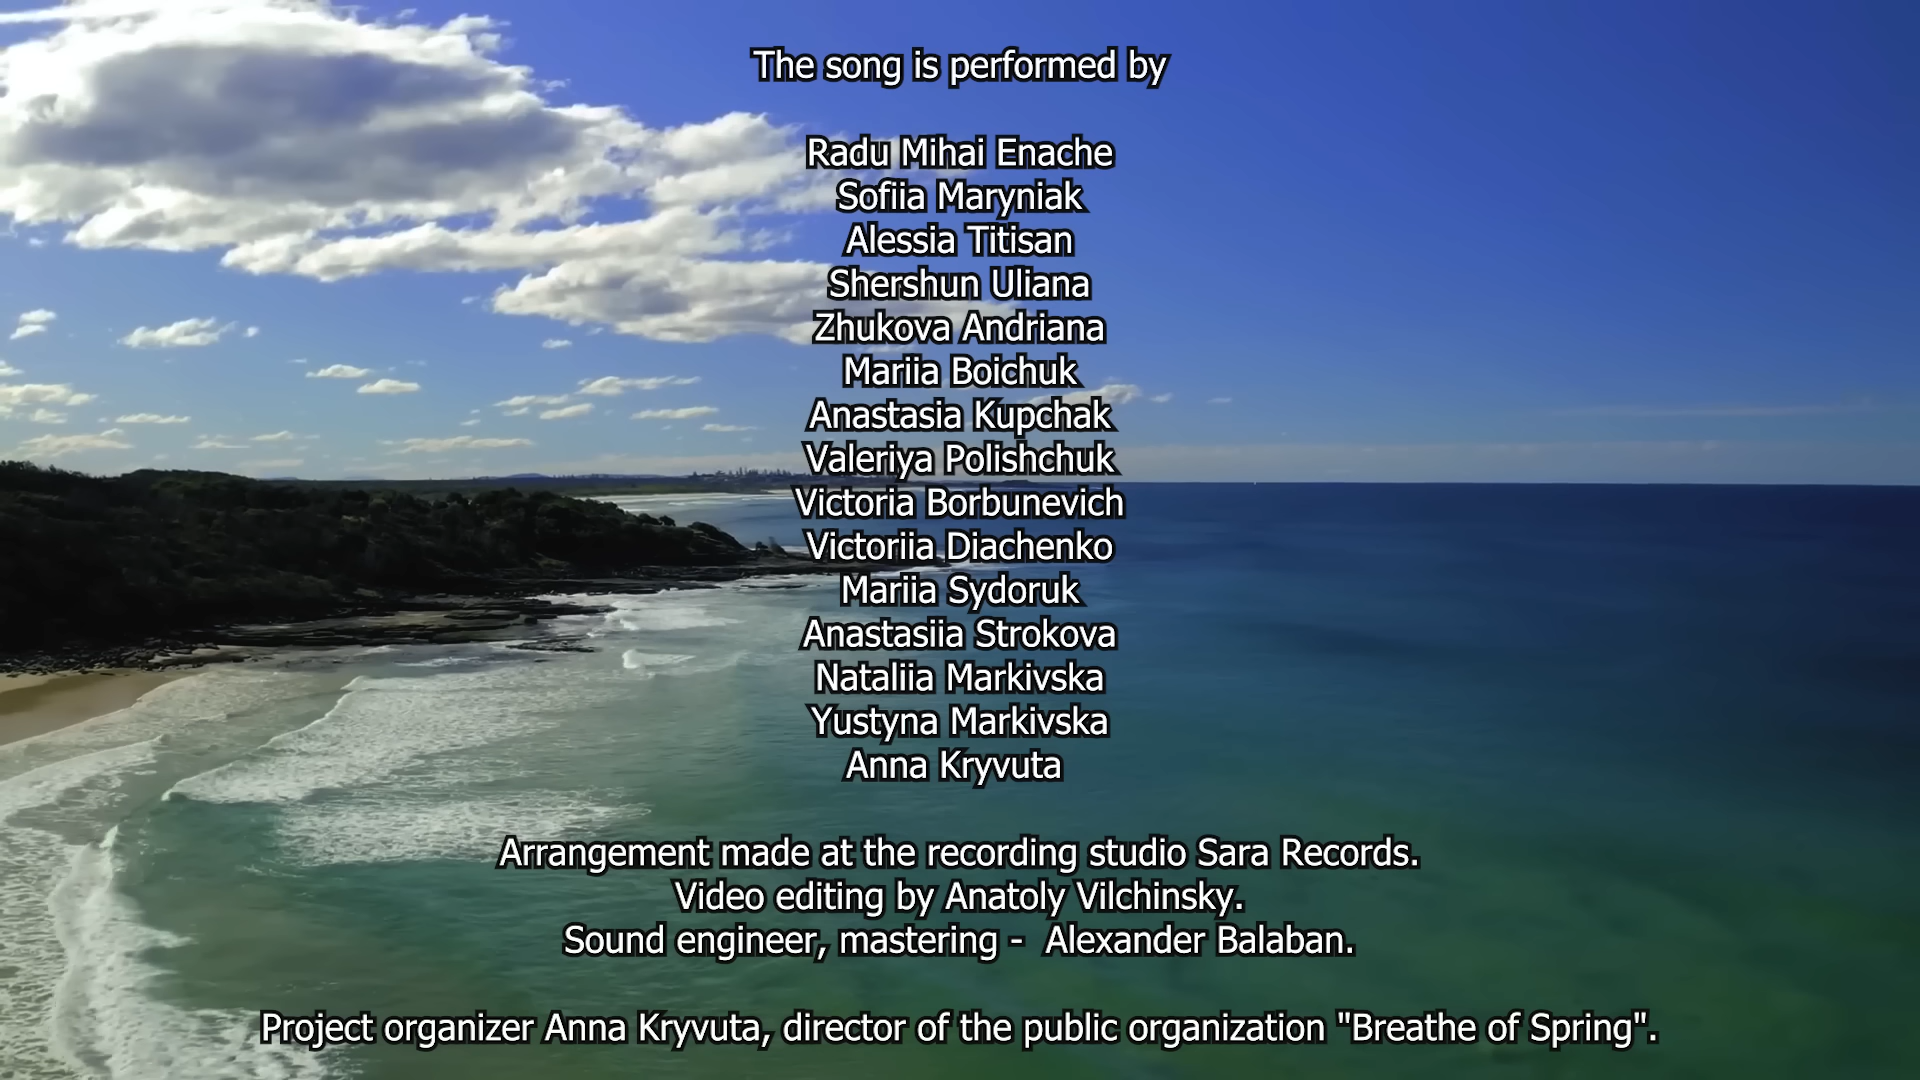 The song is performed by
Radu Mihai Enache
Sofiia Maryniak
Alessia Titisan
Shershun Uliana
Zhukova Andriana
Mariia Boichuk
Anastasia Kupchak
Valeriya Polishchuk
Victoria Borbunevich
Victoriia Diachenko
Mariia Sydoruk
Anastasiia Strokova
Nataliia Markivska
Yustyna Markivska
Anna Kryvuta
Arrangement made at the recording studio Sara Records.
Video editing by Anatoly Vilchinsky.
Sound engineer, mastering -  Alexander Balaban.
Project organizer Anna Kryvuta, director of the public organization "Breathe of Spring".